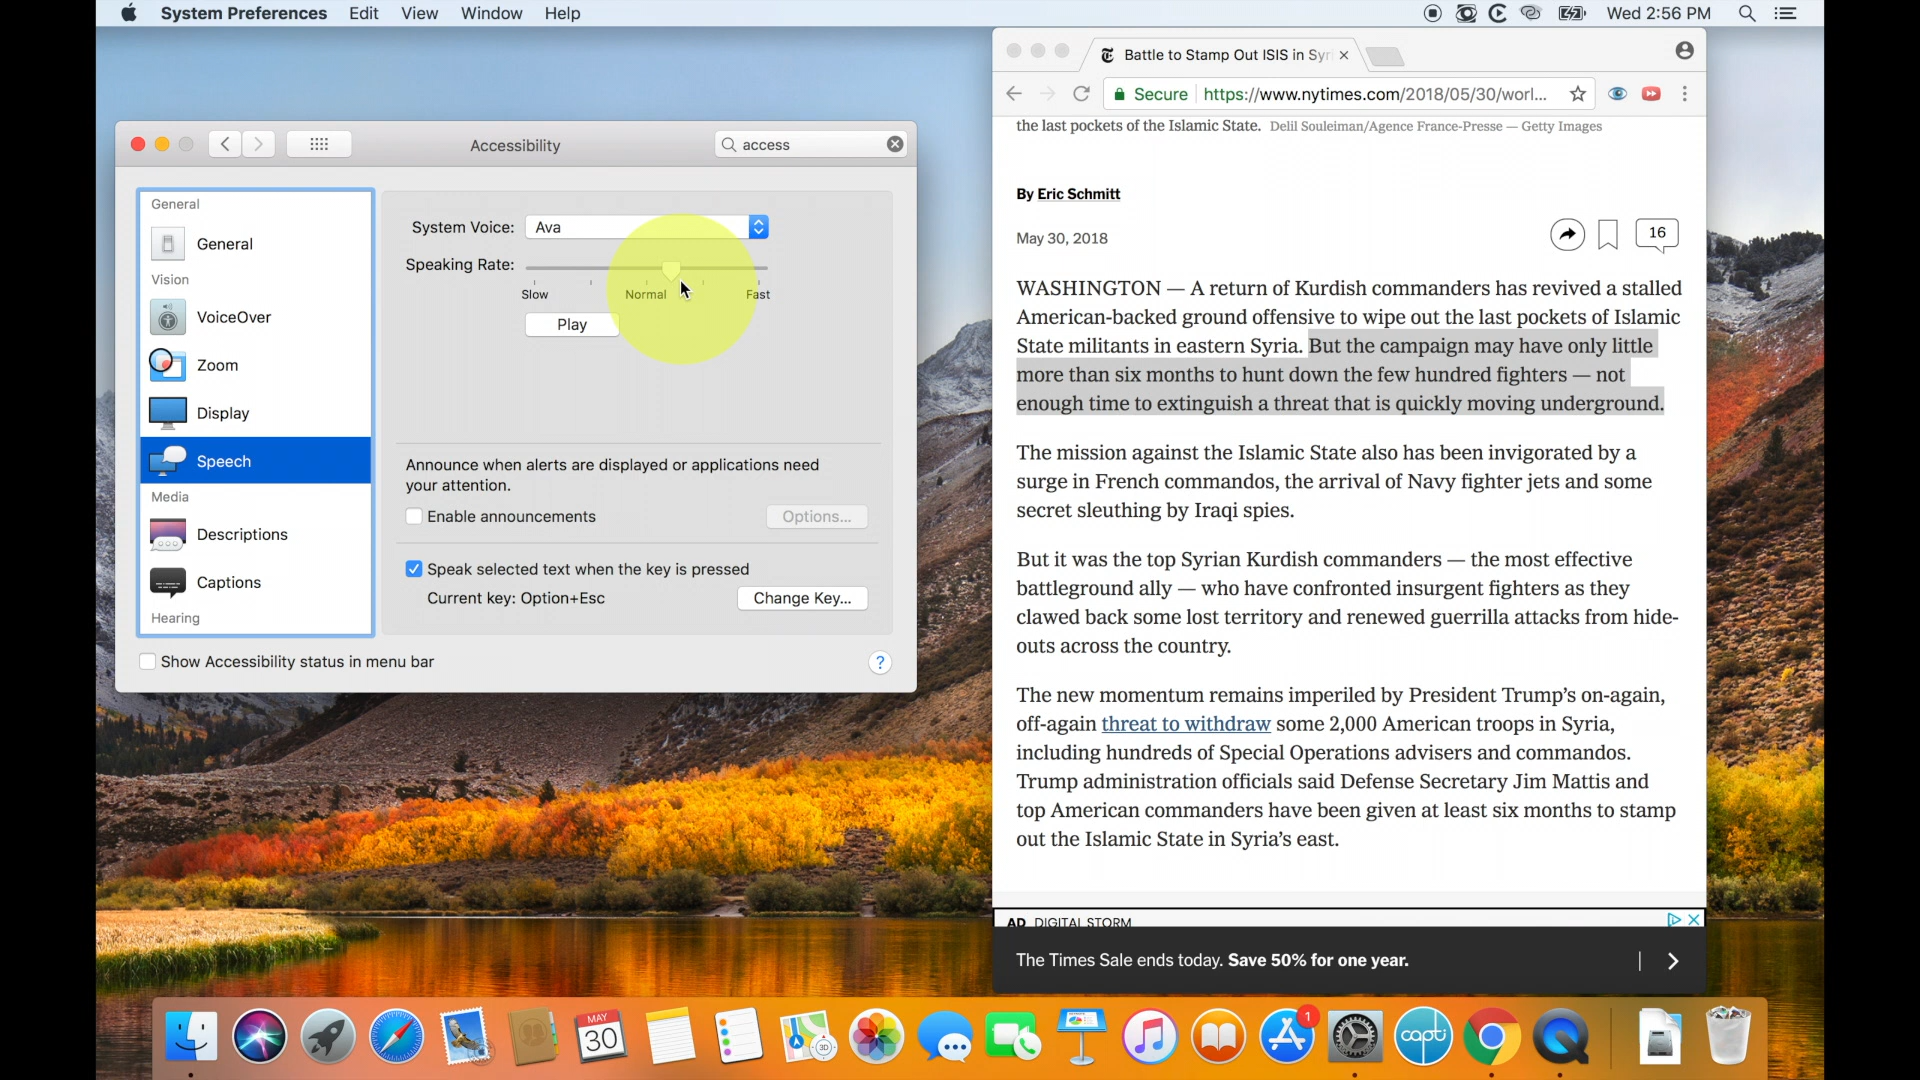 System Preferences Edit View Window Help
Wed 2:56 PM
Accessibility
access
General
General
Vision
VoiceOver
Zoom
Display
Speech
Media
Descriptions
Captions
Hearing
System Voice: Ava
Speaking Rate:
Slow Normal Fast
Play
Announce when alerts are displayed or applications need
your attention.
Enable announcements
Options...
Speak selected text when the key is pressed
Current key: Option+Esc
Change Key...
Show Accessibility status in menu bar
?
Battle to Stamp Out ISIS in Syr
Secure https://www.nytimes.com/2018/05/30/worl...
the last pockets of the Islamic State. Delil Souleiman/Agence France-Presse — Getty Images
By Eric Schmitt
May 30, 2018
16
WASHINGTON — A return of Kurdish commanders has revived a stalled
American-backed ground offensive to wipe out the last pockets of Islamic
State militants in eastern Syria. But the campaign may have only little
more than six months to hunt down the few hundred fighters — not
enough time to extinguish a threat that is quickly moving underground.
The mission against the Islamic State also has been invigorated by a
surge in French commandos, the arrival of Navy fighter jets and some
secret sleuthing by Iraqi spies.
But it was the top Syrian Kurdish commanders — the most effective
battleground ally — who have confronted insurgent fighters as they
clawed back some lost territory and renewed guerrilla attacks from hide-
outs across the country.
The new momentum remains imperiled by President Trump’s on-again,
off-again threat to withdraw some 2,000 American troops in Syria,
including hundreds of Special Operations advisers and commandos.
Trump administration officials said Defense Secretary Jim Mattis and
top American commanders have been given at least six months to stamp
out the Islamic State in Syria’s east.
AD DIGITAL STORM
The Times Sale ends today. Save 50% for one year.
MAY
30
3D
1
capti